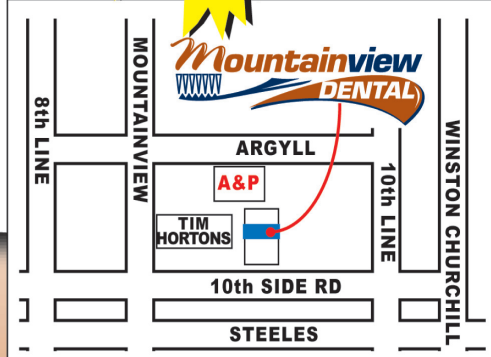 Mountainview
DENTAL
8th LINE
MOUNTAINVIEW
ARGYLL
A&P
TIM
HORTONS
10th LINE
WINSTON CHURCHILL
10th SIDE RD
STEELES